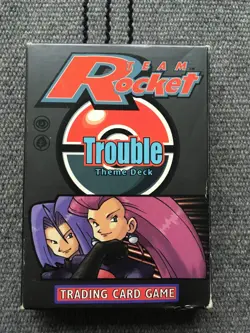 TEAM
Rocket
Trouble
Theme Deck
TRADING CARD GAME